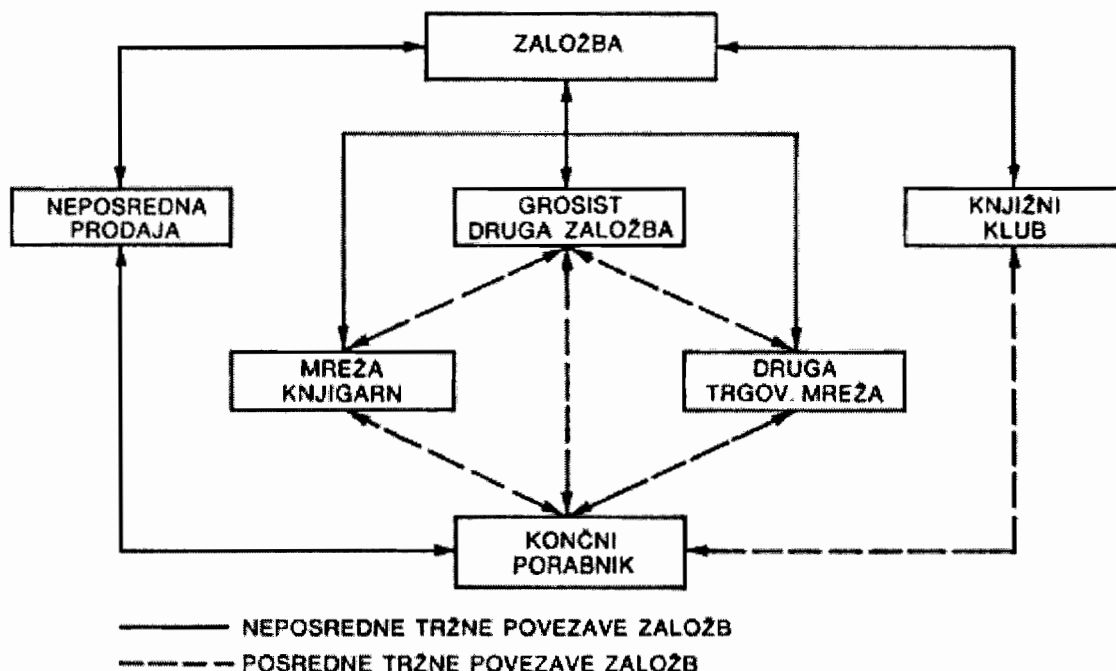 ZALOŽBA
NEPOSREDNA
PRODAJA
GROSIST
DRUGA ZALOŽBA
KNJIŽNI
KLUB
MREŽA
KNJIGARN
DRUGA
TRGOV. MREŽA
KONČNI
PORABNIK
NEPOSREDNE TRŽNE POVEZAVE ZALOŽB
POSREDNE TRŽNE POVEZAVE ZALOŽB